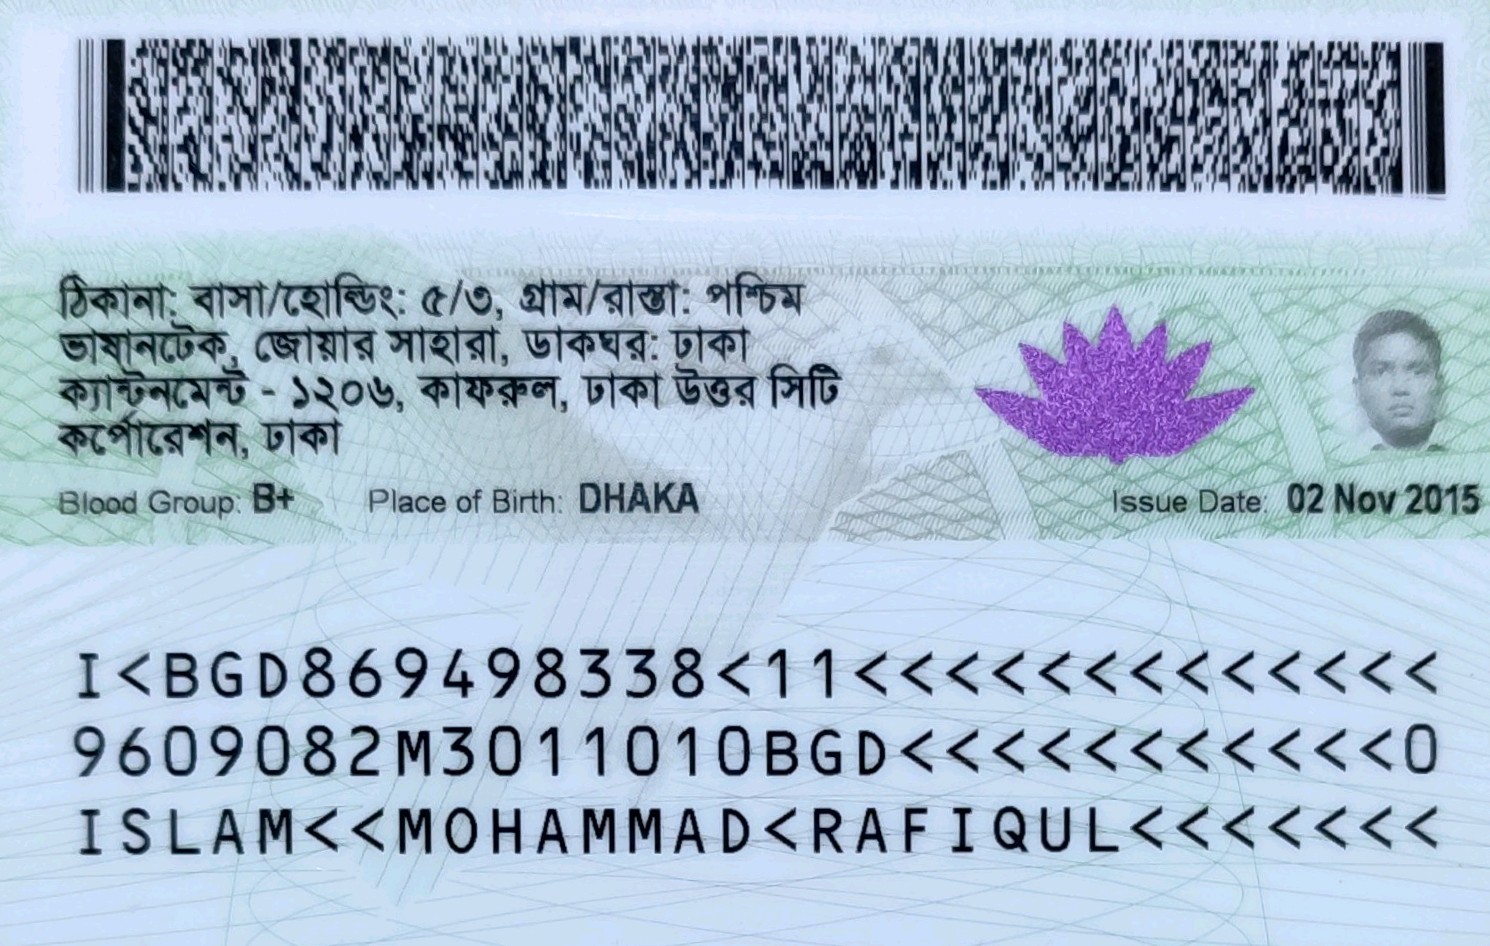 ঠিকানা: বাসা/হোল্ডিং: ৫/৩, গ্রাম/রাস্তা: পশ্চিম
ভাষানটেক, জোয়ার সাহারা, ডাকঘর: ঢাকা
ক্যান্টনমেন্ট - ১২০৬, কাফরুল, ঢাকা উত্তর সিটি
কর্পোরেশন, ঢাকা
Blood Group: B+ Place of Birth: DHAKA Issue Date: 02 Nov 2015
I<BGD869498338<11<<<<<<<<<<<<<
9609082M3011010BGD<<<<<<<<<<<0
ISLAM<<MOHAMMAD<RAFIQUL<<<<<<<